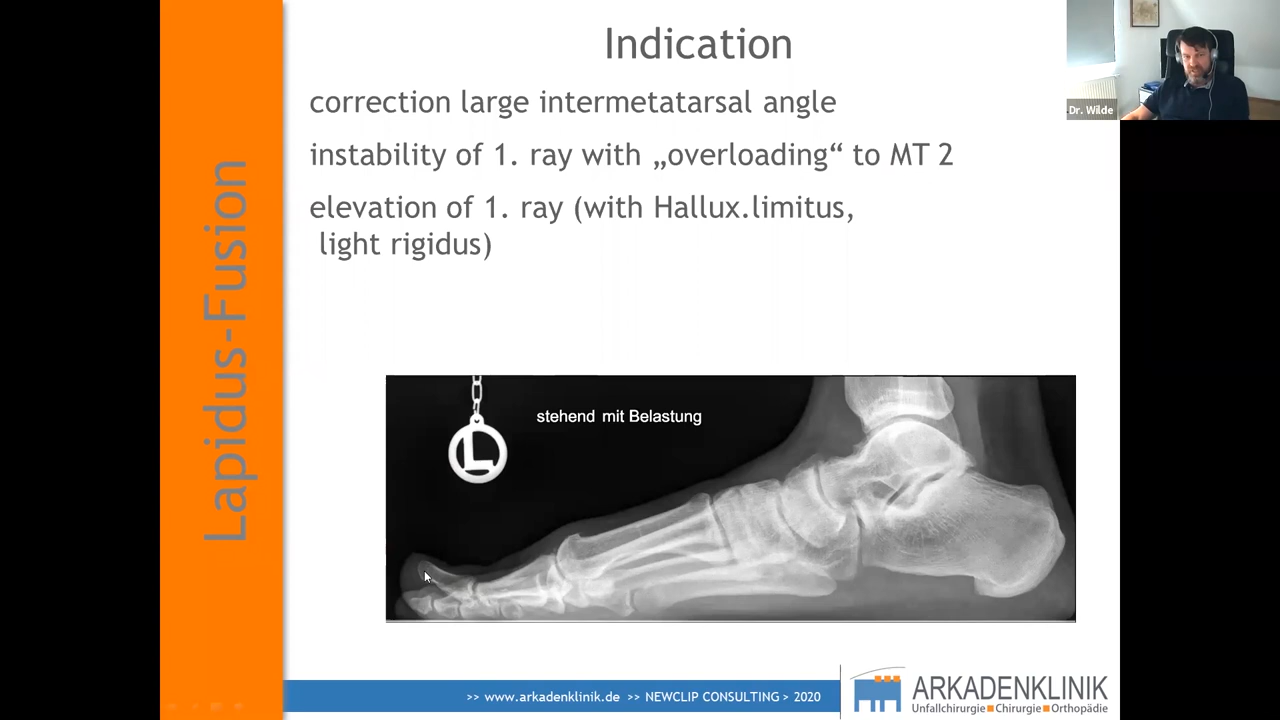 Indication
correction large intermetatarsal angle
instability of 1. ray with „overloading“ to MT 2
elevation of 1. ray (with Hallux.limitus,
light rigidus)
Lapidus-Fusion
L
stehend mit Belastung
Dr. Wilde
>> www.arkadenklinik.de >> NEWCLIP CONSULTING > 2020
ARKADENKLINIK
Unfallchirurgie Chirurgie Orthopädie